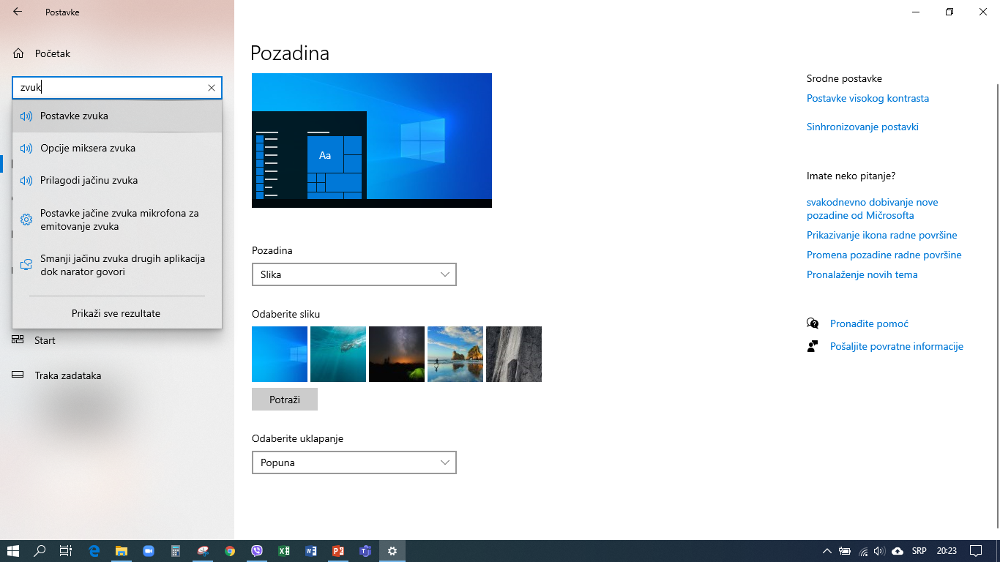 Postavke
Početak
zvuk
Postavke zvuka
Opcije miksera zvuka
Prilagodi jačinu zvuka
Postavke jačine zvuka mikrofona za
emitovanje zvuka
Smanji jačinu zvuka drugih aplikacija
dok narator govori
Prikaži sve rezultate
Start
Traka zadataka
Pozadina
Aa
Pozadina
Slika
Odaberite sliku
Potraži
Odaberite uklapanje
Popuna
Srodne postavke
Postavke visokog kontrasta
Sinhronizovanje postavki
Imate neko pitanje?
svakodnevno dobivanje nove
pozadine od Mičrosofta
Prikazivanje ikona radne površine
Promena pozadine radne površine
Pronalaženje novih tema
Pronađite pomoć
Pošaljite povratne informacije
SRP
20:23